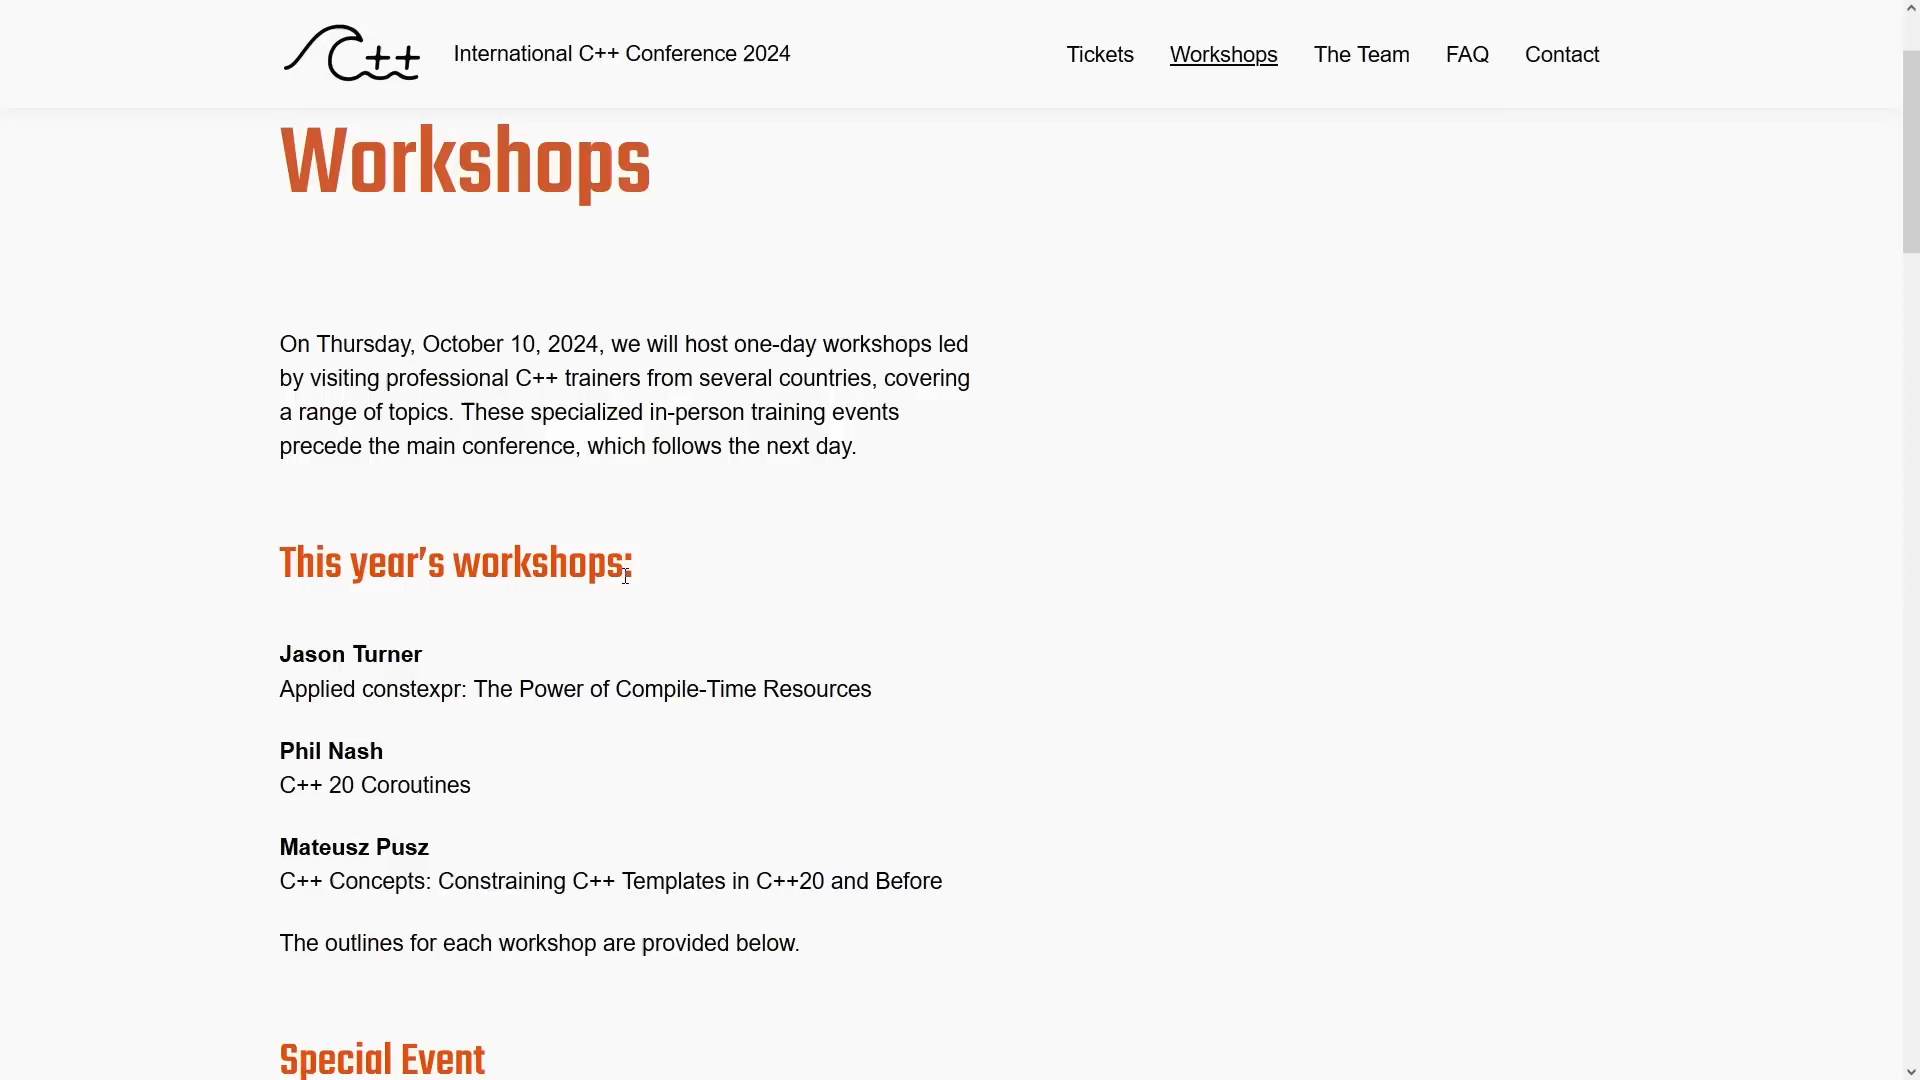 C++
International C++ Conference 2024
Tickets
Workshops
The Team
FAQ
Contact
Workshops
On Thursday, October 10, 2024, we will host one-day workshops led
by visiting professional C++ trainers from several countries, covering
a range of topics. These specialized in-person training events
precede the main conference, which follows the next day.
This year’s workshops:
Jason Turner
Applied constexpr: The Power of Compile-Time Resources
Phil Nash
C++ 20 Coroutines
Mateusz Pusz
C++ Concepts: Constraining C++ Templates in C++20 and Before
The outlines for each workshop are provided below.
Special Event